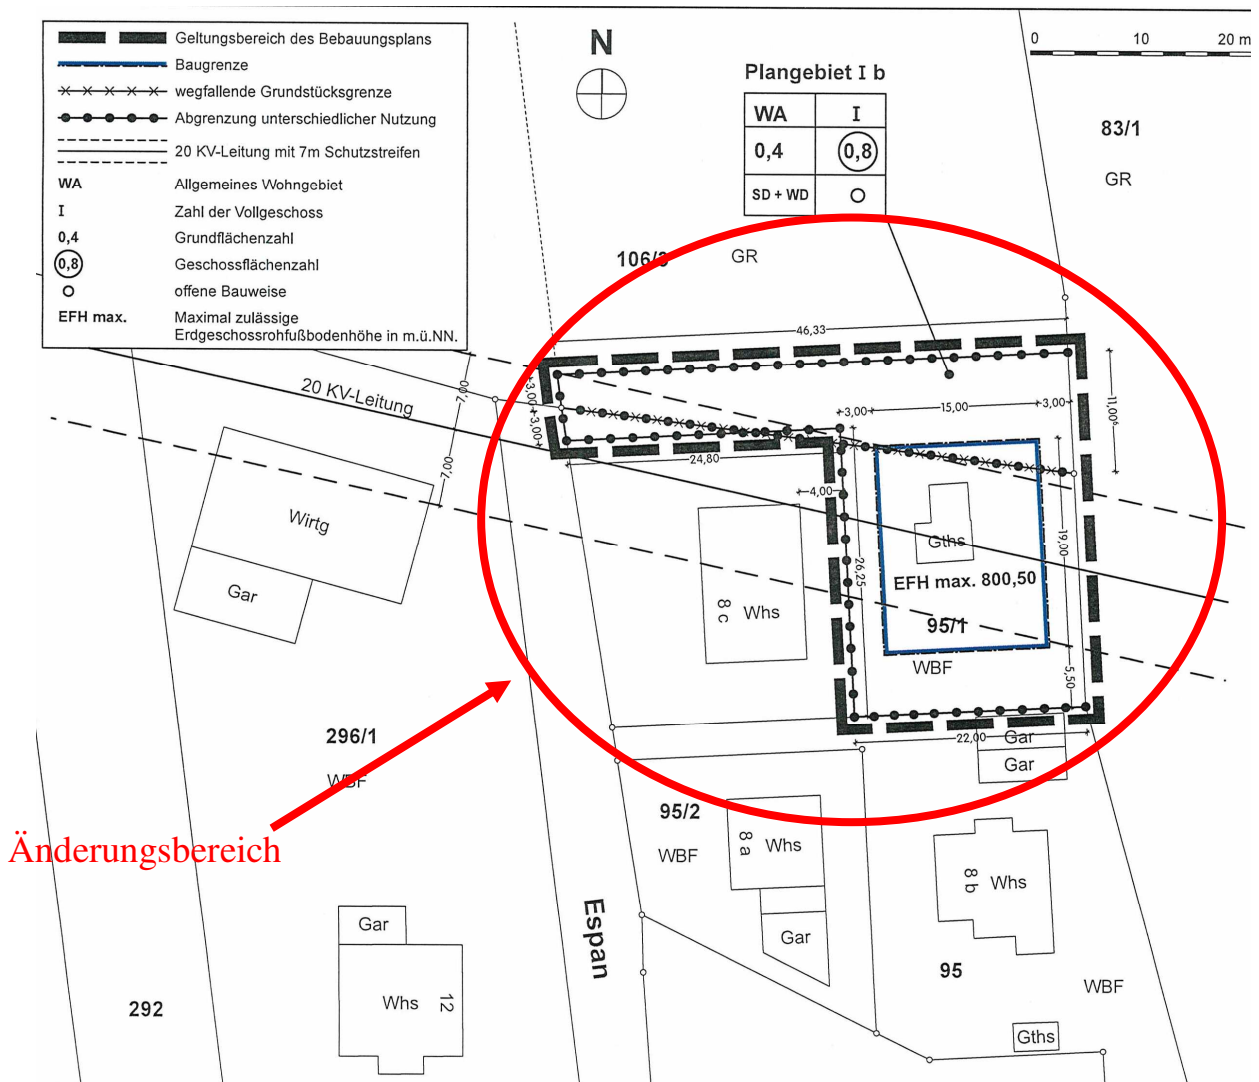 Geltungsbereich des Bebauungsplans
Baugrenze
wegfallende Grundstücksgrenze
Abgrenzung unterschiedlicher Nutzung
20 KV-Leitung mit 7m Schutzstreifen
WA Allgemeines Wohngebiet
I Zahl der Vollgeschoss
0,4 Grundflächenzahl
0,8 Geschossflächenzahl
o offene Bauweise
EFH max. Maximal zulässige
Erdgeschossrohfußbodenhöhe in m.ü.NN.
N
0 10 20 m
Plangebiet I b
WA I
0,4 0,8
SD + WD o
83/1
GR
106/3
GR
46,33
20 KV-Leitung
7,00
7,00
3,00
3,00
3,00
15,00
3,00
11,00⁶
24,80
4,00
Wirtg
Gar
Gths
19,00
26,25
EFH max. 800,50
8 c
Whs
95/1
WBF
5,50
22,00
Gar
Gar
296/1
WBF
Änderungsbereich
95/2
WBF
8 a
Whs
Gar
8 b
Whs
Espan
Gar
Whs
12
292
95
WBF
Gths